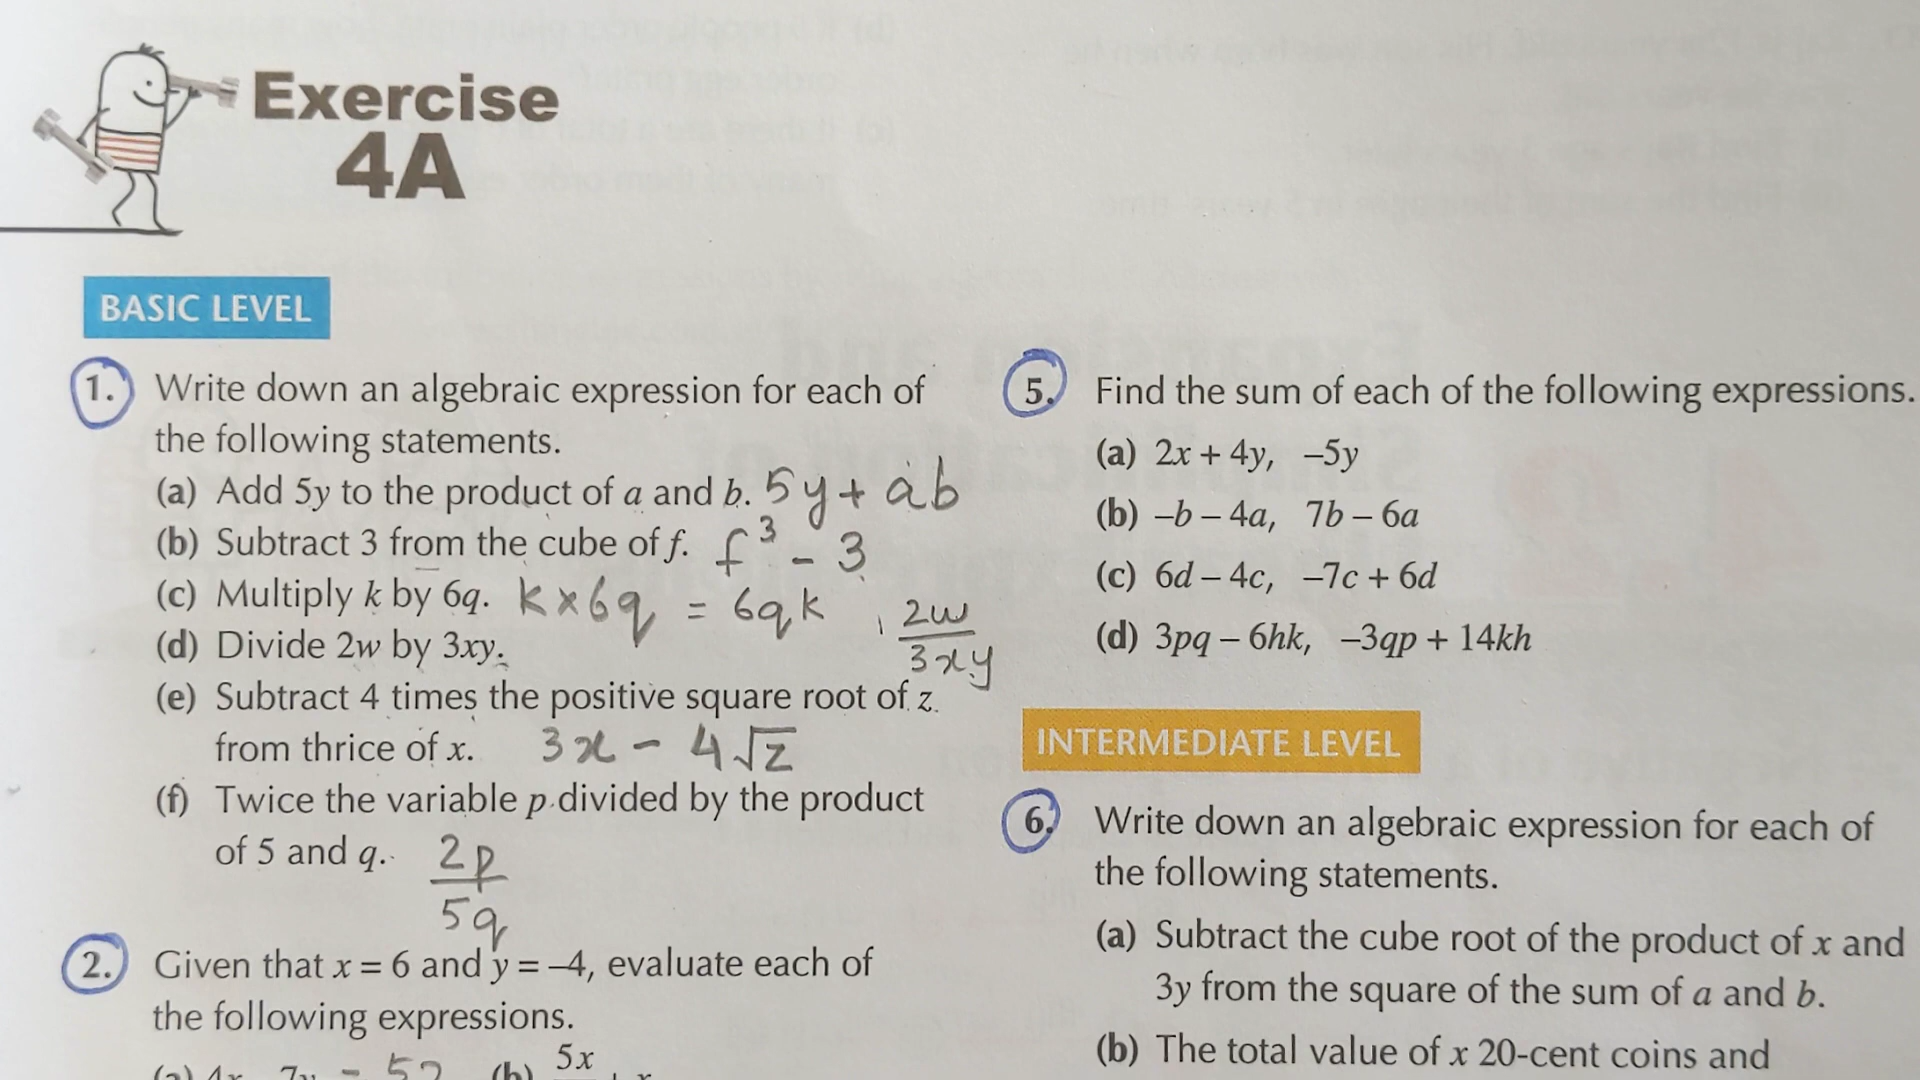 Exercise
4A
BASIC LEVEL
1. Write down an algebraic expression for each of
the following statements.
(a) Add 5y to the product of a and b. 5y + ab
(b) Subtract 3 from the cube of f. f³ - 3
(c) Multiply k by 6q. k × 6q = 6qk
(d) Divide 2w by 3xy. 2w/3xy
(e) Subtract 4 times the positive square root of z
from thrice of x. 3x - 4√z
(f) Twice the variable p divided by the product
of 5 and q. 2p/5q
2. Given that x = 6 and y = –4, evaluate each of
the following expressions.
(b) 5x
5. Find the sum of each of the following expressions.
(a) 2x + 4y, –5y
(b) –b – 4a, 7b – 6a
(c) 6d – 4c, –7c + 6d
(d) 3pq – 6hk, –3qp + 14kh
INTERMEDIATE LEVEL
6. Write down an algebraic expression for each of
the following statements.
(a) Subtract the cube root of the product of x and
3y from the square of the sum of a and b.
(b) The total value of x 20-cent coins and